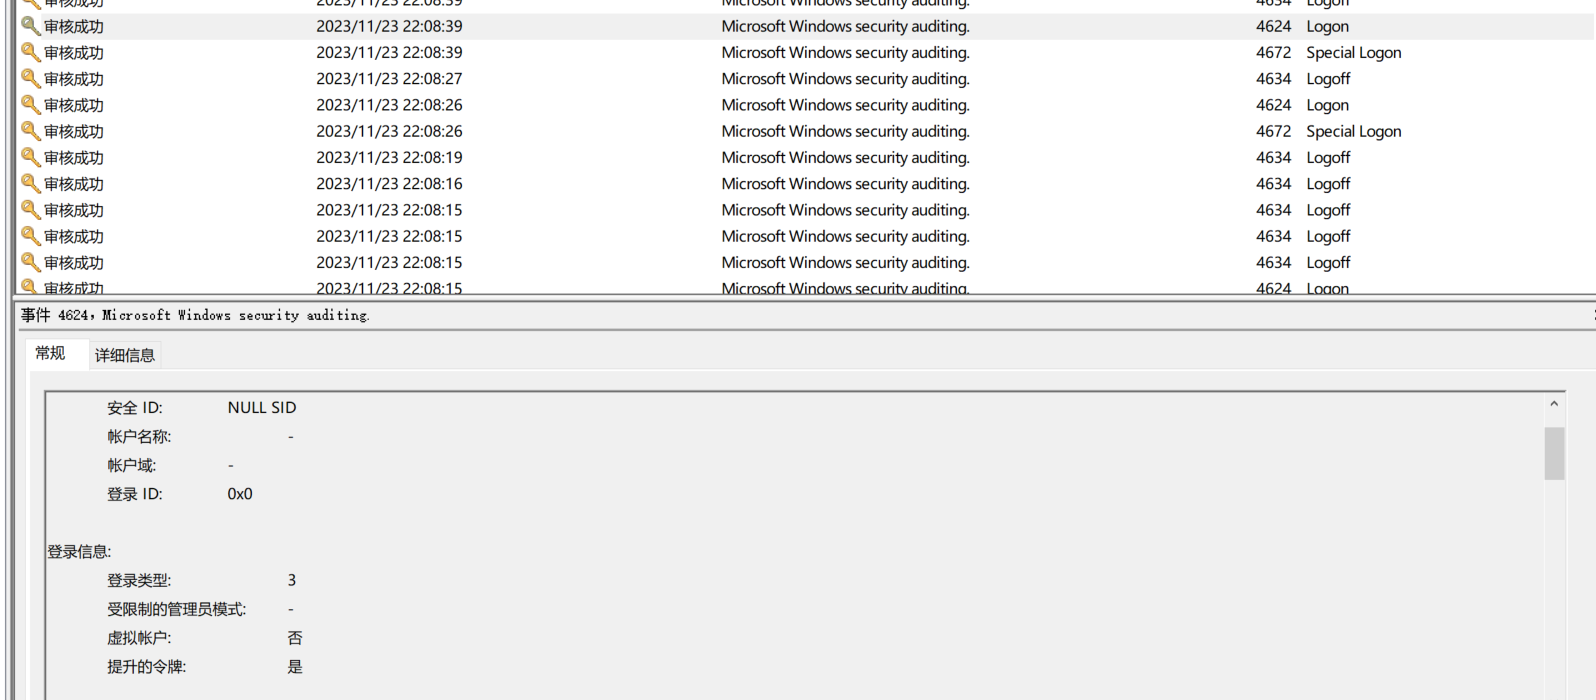 审核成功 2023/11/23 22:08:39 Microsoft Windows security auditing. 4634 Logoff
审核成功 2023/11/23 22:08:39 Microsoft Windows security auditing. 4624 Logon
审核成功 2023/11/23 22:08:39 Microsoft Windows security auditing. 4672 Special Logon
审核成功 2023/11/23 22:08:27 Microsoft Windows security auditing. 4634 Logoff
审核成功 2023/11/23 22:08:26 Microsoft Windows security auditing. 4624 Logon
审核成功 2023/11/23 22:08:26 Microsoft Windows security auditing. 4672 Special Logon
审核成功 2023/11/23 22:08:19 Microsoft Windows security auditing. 4634 Logoff
审核成功 2023/11/23 22:08:16 Microsoft Windows security auditing. 4634 Logoff
审核成功 2023/11/23 22:08:15 Microsoft Windows security auditing. 4634 Logoff
审核成功 2023/11/23 22:08:15 Microsoft Windows security auditing. 4634 Logoff
审核成功 2023/11/23 22:08:15 Microsoft Windows security auditing. 4634 Logoff
审核成功 2023/11/23 22:08:15 Microsoft Windows security auditing. 4624 Logon
事件 4624，Microsoft Windows security auditing.
常规 详细信息
安全 ID: NULL SID
帐户名称: -
帐户域: -
登录 ID: 0x0
登录信息:
登录类型: 3
受限制的管理员模式: -
虚拟帐户: 否
提升的令牌: 是